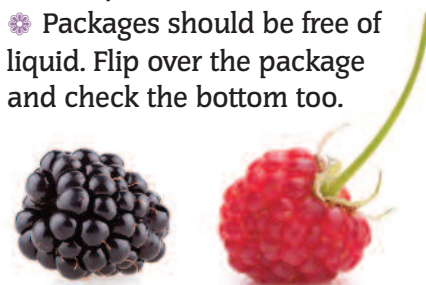 Packages should be free of
liquid. Flip over the package
and check the bottom too.